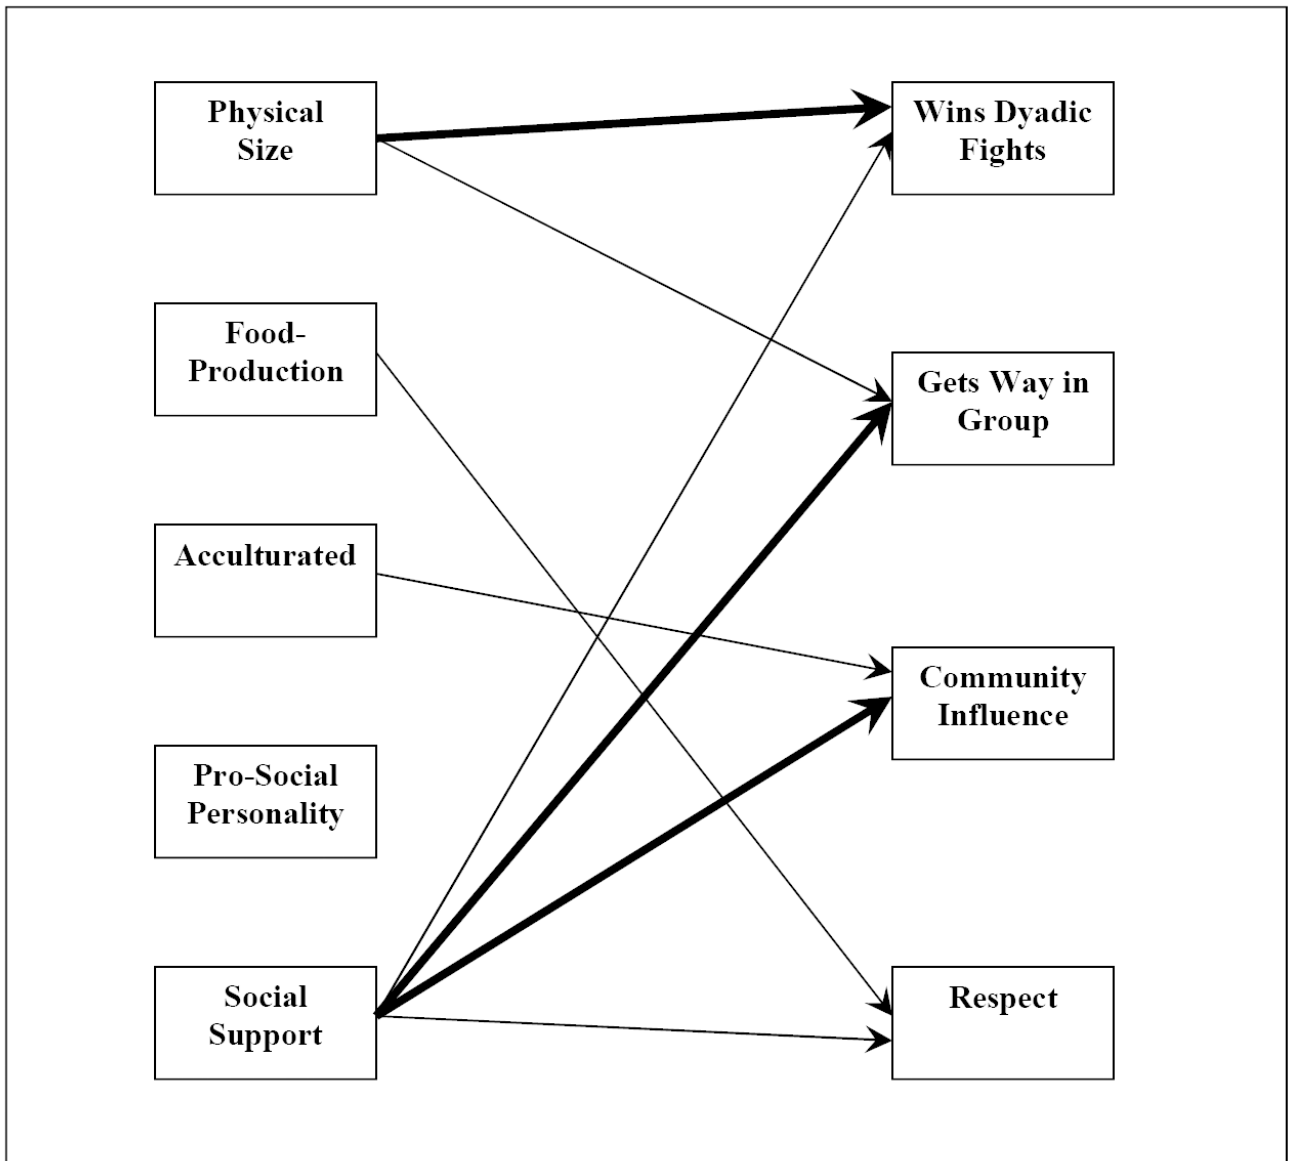 Physical
Size
Wins Dyadic
Fights
Food-
Production
Gets Way in
Group
Acculturated
Community
Influence
Pro-Social
Personality
Social
Support
Respect